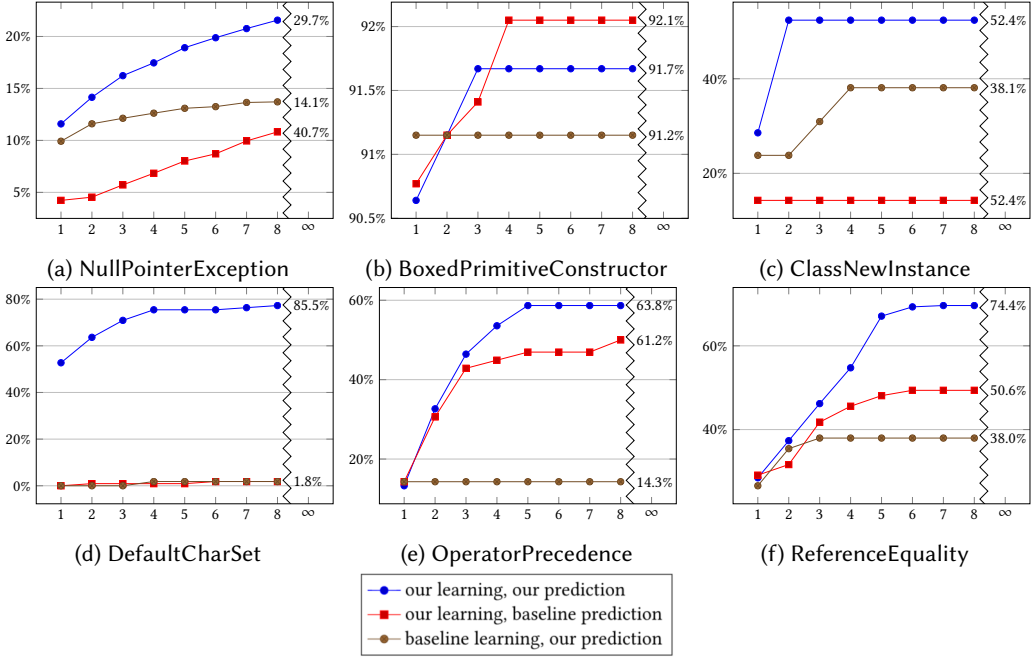 20%
15%
10%
5%
29.7%
14.1%
40.7%
1 2 3 4 5 6 7 8 ∞
(a) NullPointerException
92%
91.5%
91%
90.5%
92.1%
91.7%
91.2%
1 2 3 4 5 6 7 8 ∞
(b) BoxedPrimitiveConstructor
40%
20%
52.4%
38.1%
52.4%
1 2 3 4 5 6 7 8 ∞
(c) ClassNewInstance
80%
60%
40%
20%
0%
85.5%
1.8%
1 2 3 4 5 6 7 8 ∞
(d) DefaultCharSet
60%
40%
20%
63.8%
61.2%
14.3%
1 2 3 4 5 6 7 8 ∞
(e) OperatorPrecedence
60%
40%
74.4%
50.6%
38.0%
1 2 3 4 5 6 7 8 ∞
(f) ReferenceEquality
our learning, our prediction
our learning, baseline prediction
baseline learning, our prediction